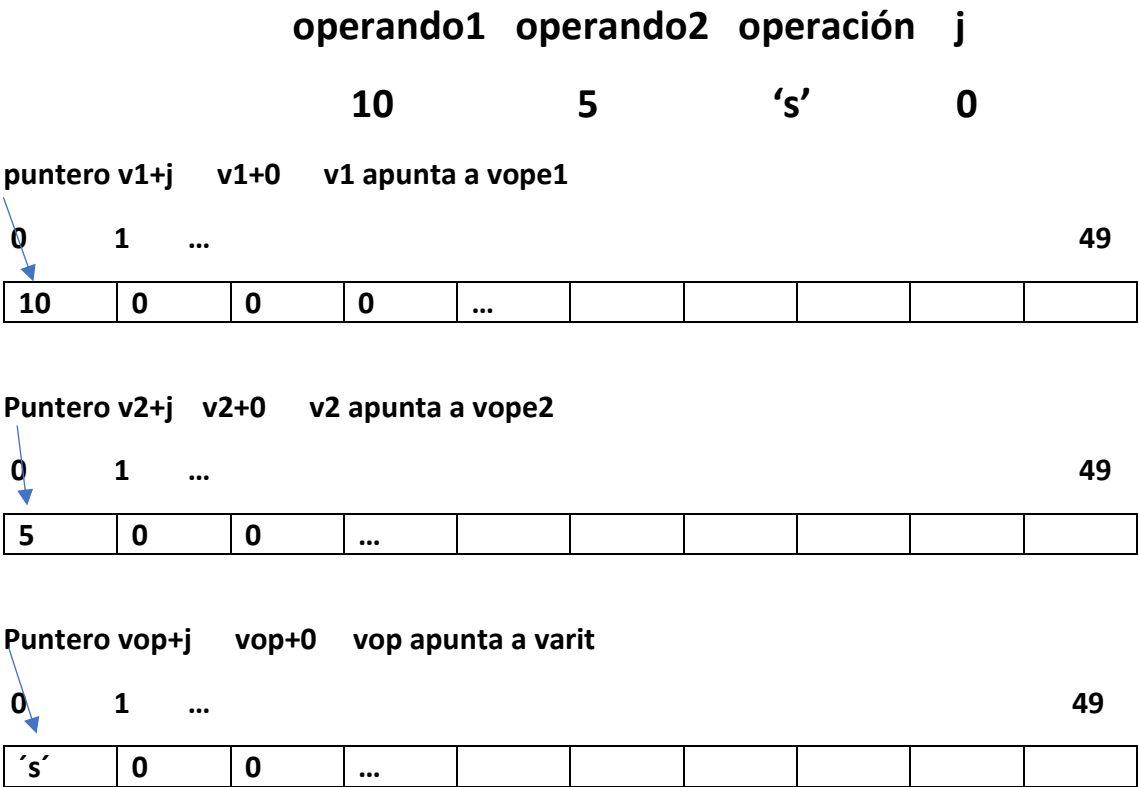 operando1 operando2 operación j
10 5 ‘s’ 0
puntero v1+j v1+0 v1 apunta a vope1
0 1 ... 49
10 0 0 0 ...
Puntero v2+j v2+0 v2 apunta a vope2
0 1 ... 49
5 0 0 ...
Puntero vop+j vop+0 vop apunta a varit
0 1 ... 49
´s´ 0 0 ...